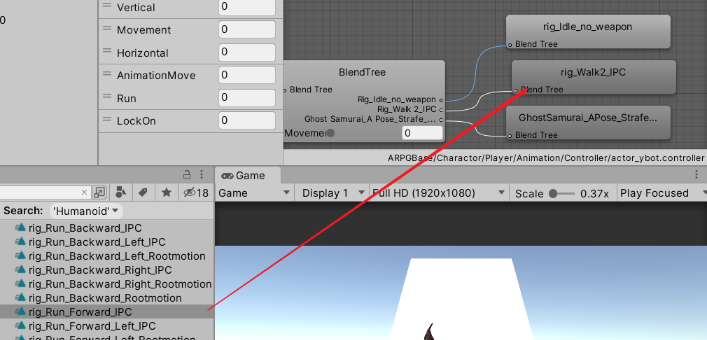 Vertical 0
Movement 0
Horizontal 0
AnimationMove 0
Run 0
LockOn 0
rig_Idle_no_weapon
Blend Tree
BlendTree
Blend Tree
Rig_Idle_no_weapon
Rig_Walk 2_IPC
Ghost Samurai_A Pose_Strafe_...
Movemen 0
rig_Walk2_IPC
Blend Tree
GhostSamurai_APose_Strafe...
Blend Tree
ARPGBase/Charactor/Player/Animation/Controller/actor_ybot.controller
18
Search: 'Humanoid'
rig_Run_Backward_IPC
rig_Run_Backward_Left_IPC
rig_Run_Backward_Left_Rootmotion
rig_Run_Backward_Right_IPC
rig_Run_Backward_Right_Rootmotion
rig_Run_Backward_Rootmotion
rig_Run_Forward_IPC
rig_Run_Forward_Left_IPC
rig_Run_Forward_Left_Rootmotion
Game
Game Display 1 Full HD (1920x1080) Scale 0.37x Play Focused